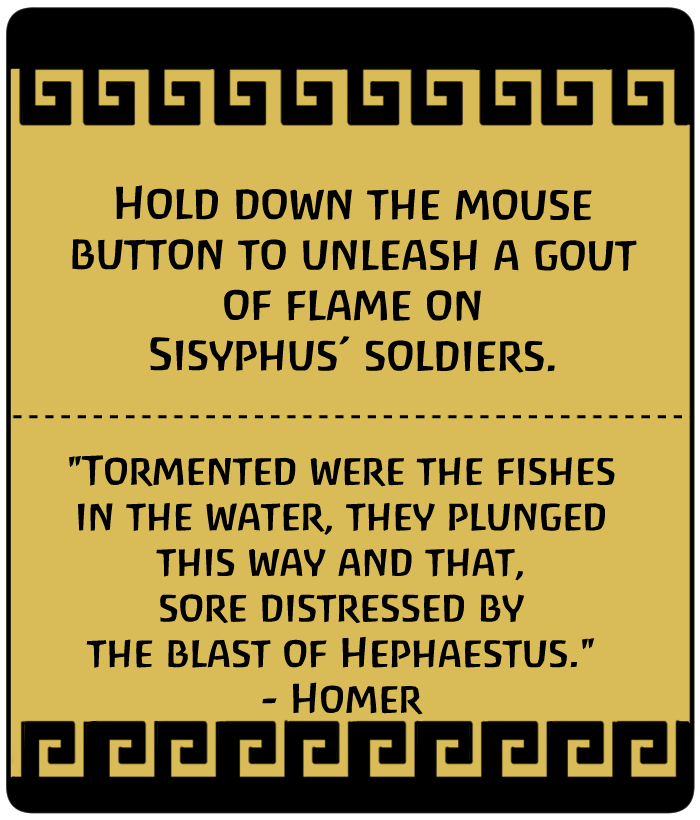 Hold down the mouse
button to unleash a gout
of flame on
Sisyphus´ soldiers.
"Tormented were the fishes
in the water, they plunged
this way and that,
sore distressed by
the blast of Hephaestus."
- Homer